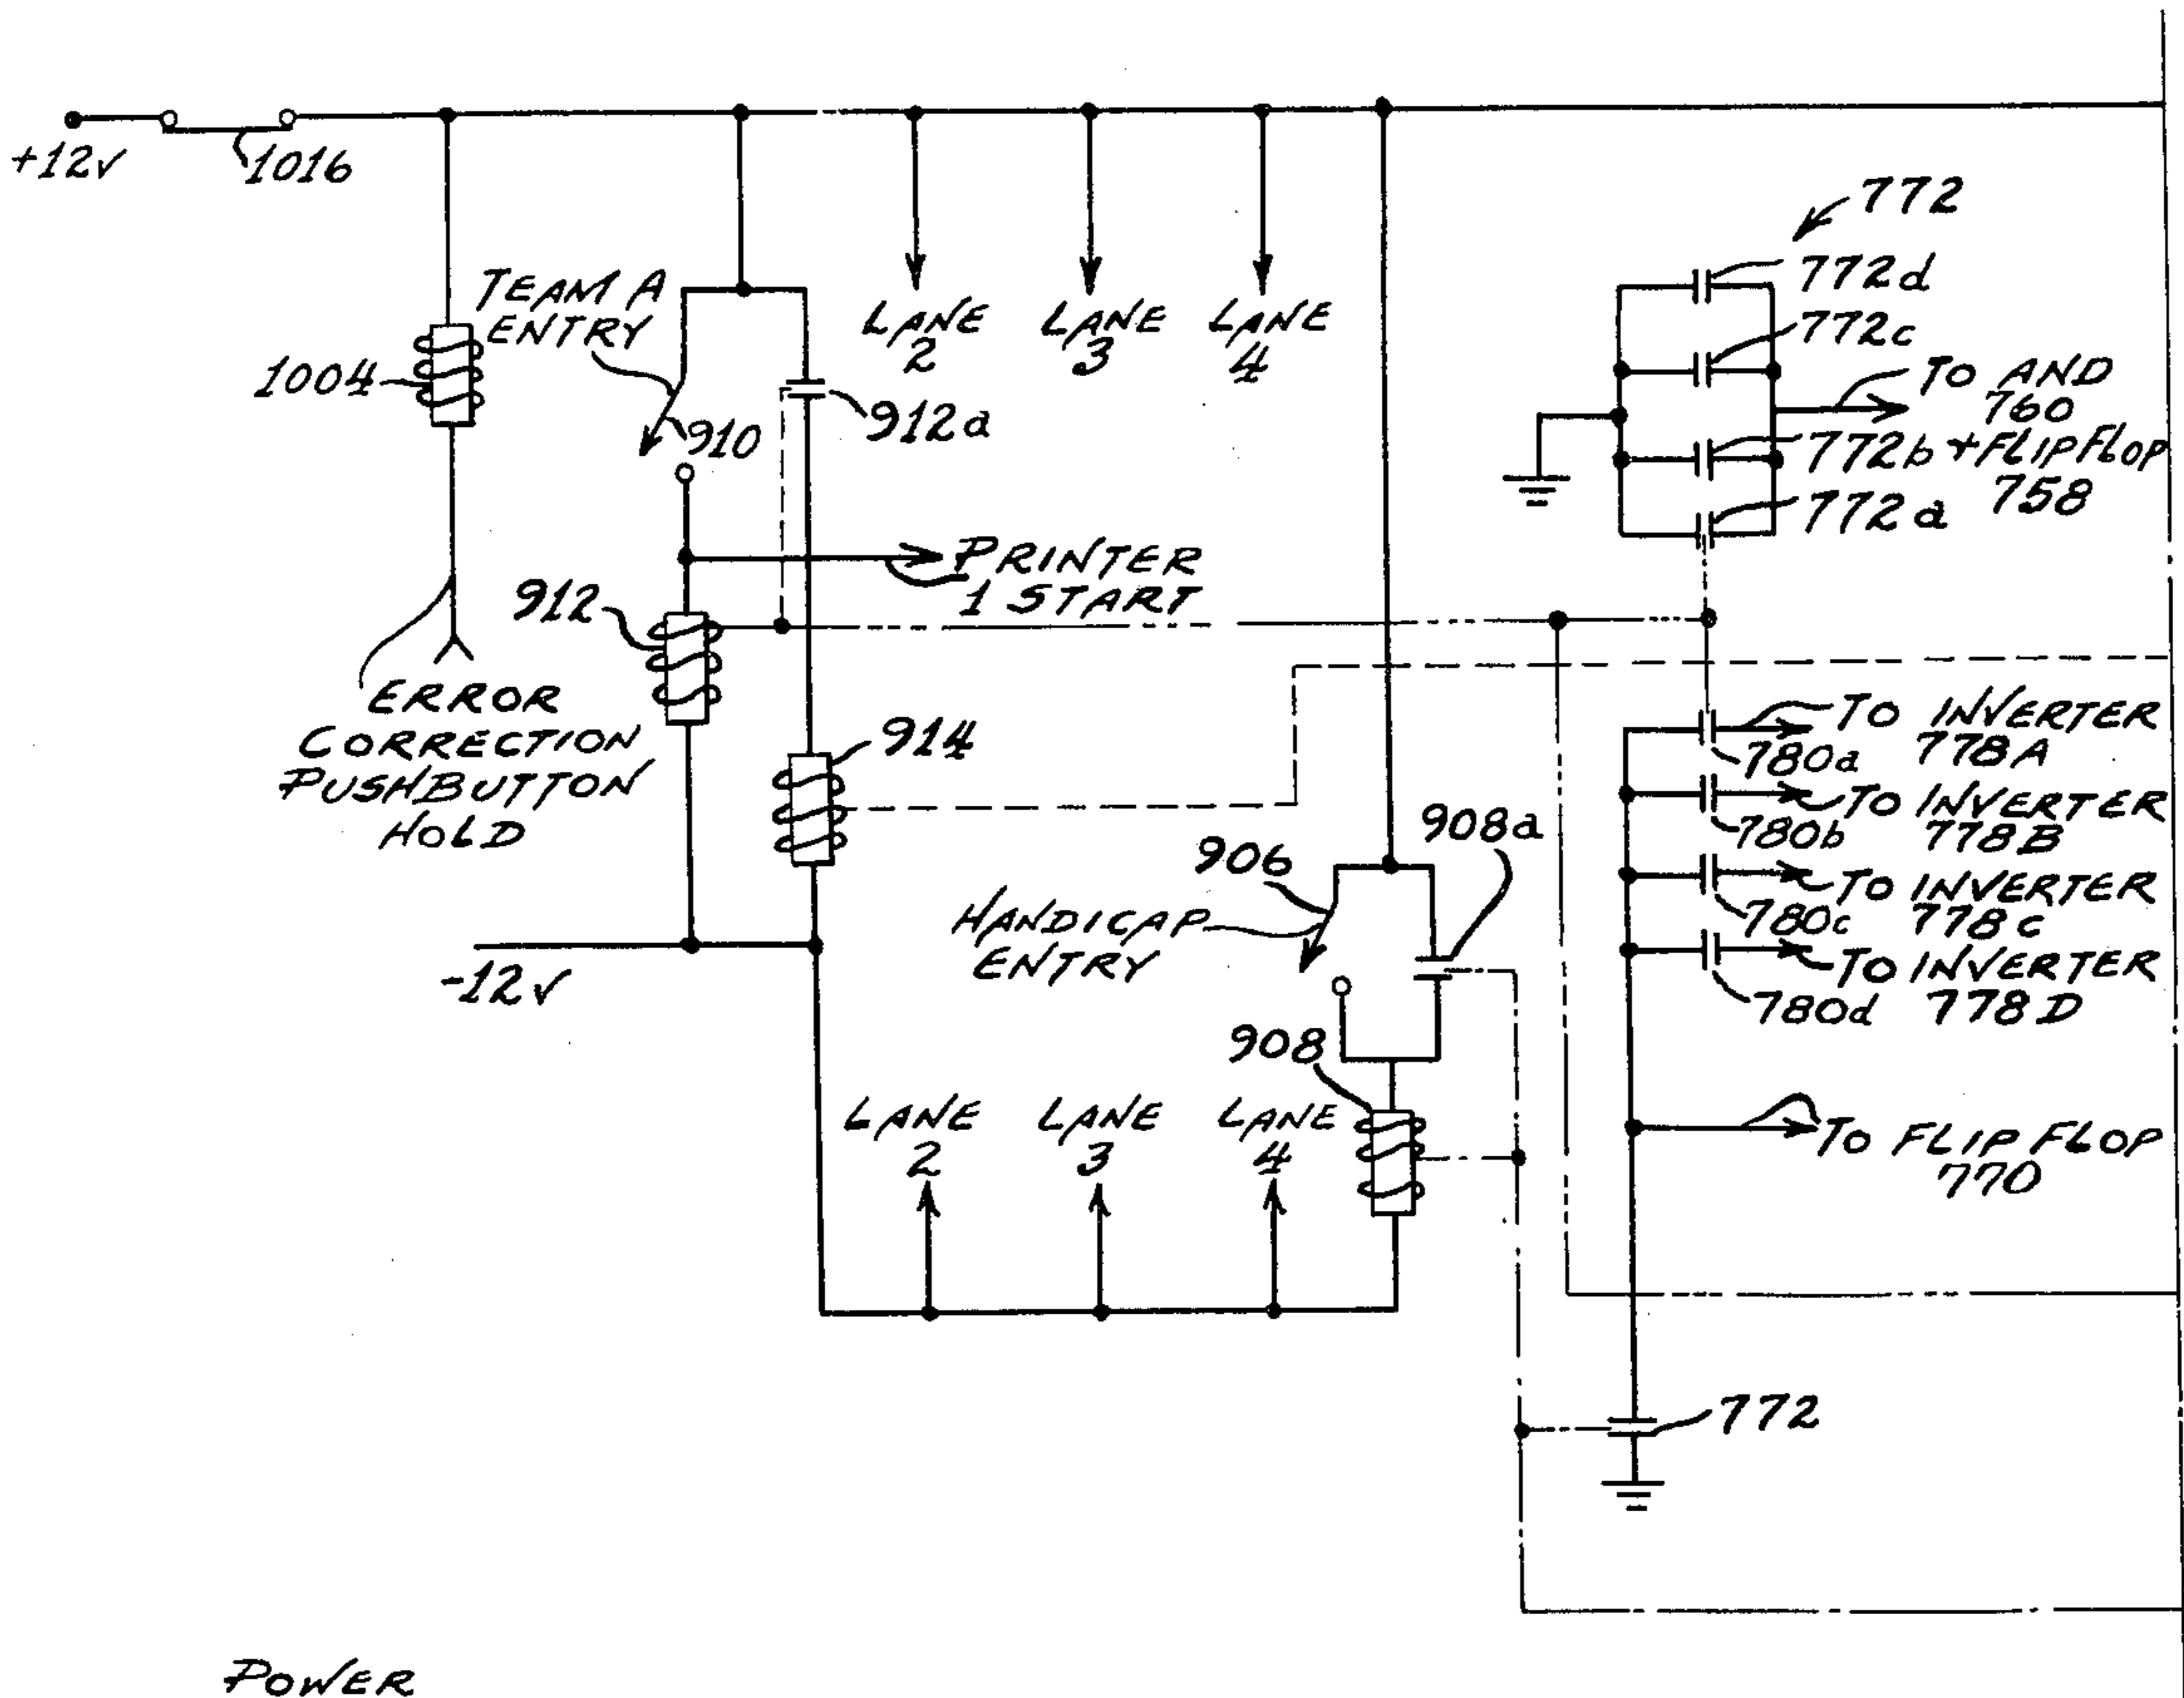 +12v
1016
772
772d
772c
TEAM A
ENTRY
LANE
2
LANE
3
LANE
4
1004
910
912a
TO AND
760
772b + FLIP FLOP
758
772a
PRINTER
1 START
912
ERROR
CORRECTION
PUSHBUTTON
HOLD
914
TO INVERTER
780a 778A
TO INVERTER
780b 778B
TO INVERTER
780c 778c
TO INVERTER
780d 778D
906
908a
HANDICAP
ENTRY
-12v
908
LANE
2
LANE
3
LANE
4
TO FLIP FLOP
770
772
POWER